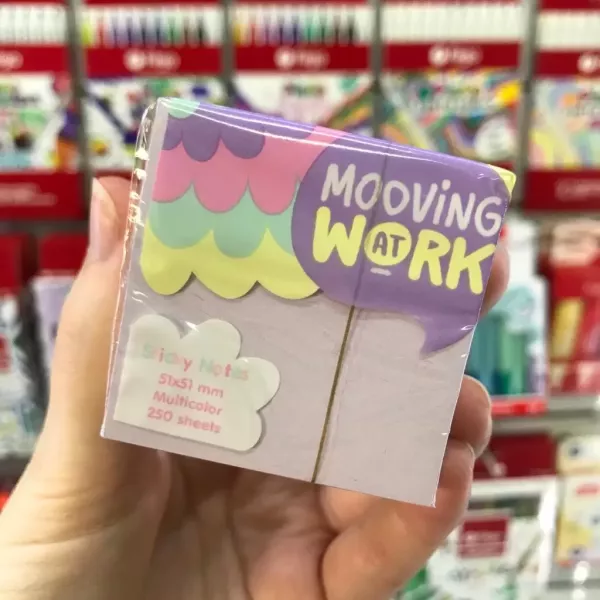 MOOViNG
AT
WORK
Sticky Notes
51x51 mm
Multicolor
250 sheets